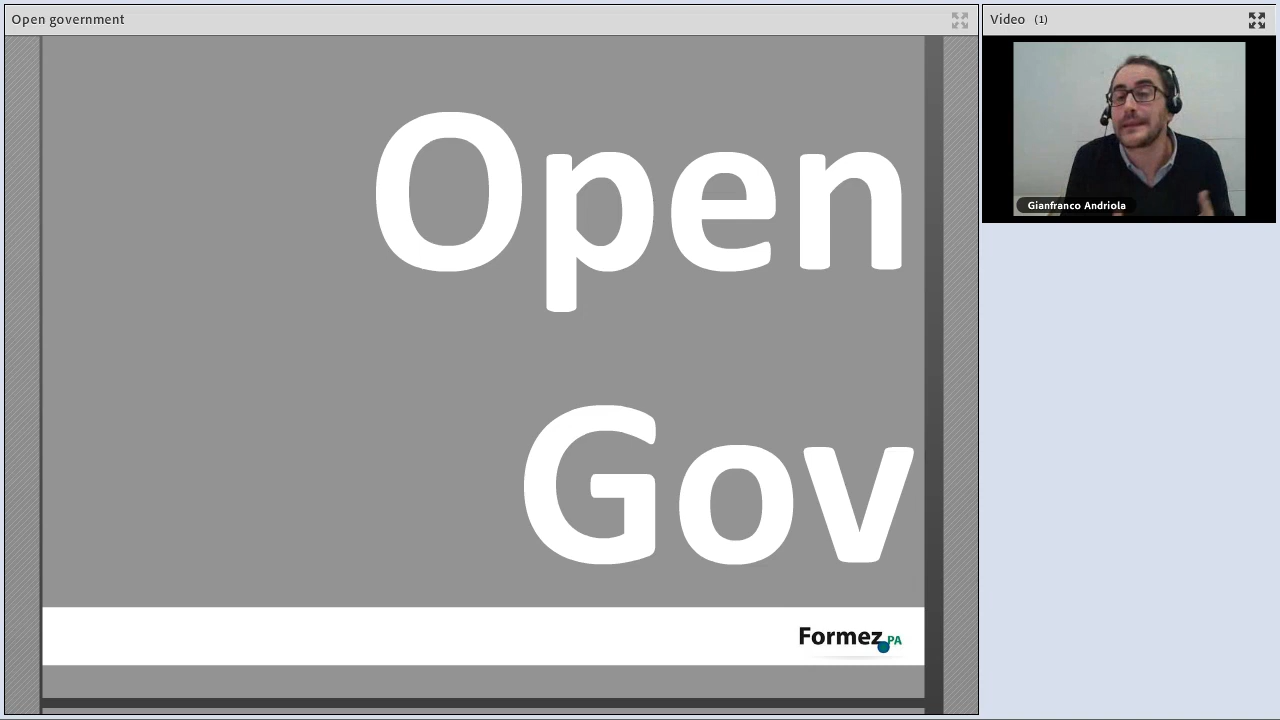 Open government
Video (1)
Gianfranco Andriola
Open
Gov
Formez PA